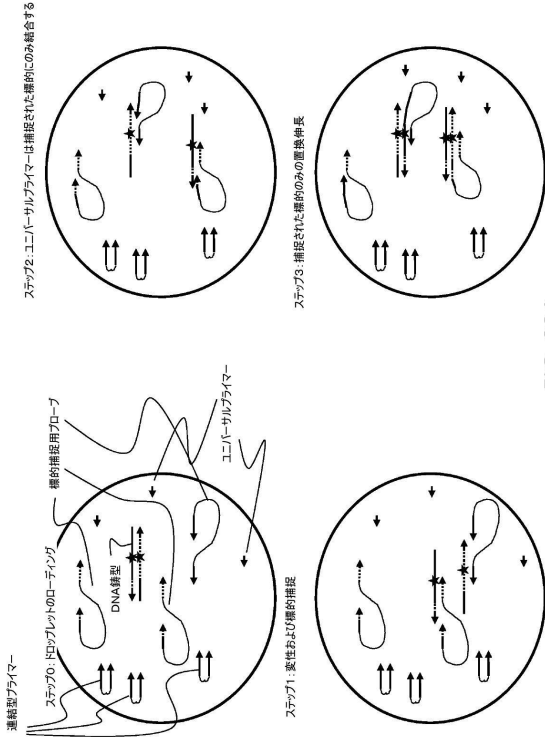 連結型プライマー
ステップ0：ドロップレットのローディング
標的捕捉用プローブ
DNA鋳型
ユニバーサルプライマー
ステップ1：変性および標的捕捉
ステップ2：ユニバーサルプライマーは捕捉された標的にのみ結合する
ステップ3：捕捉された標的のみの置換伸長